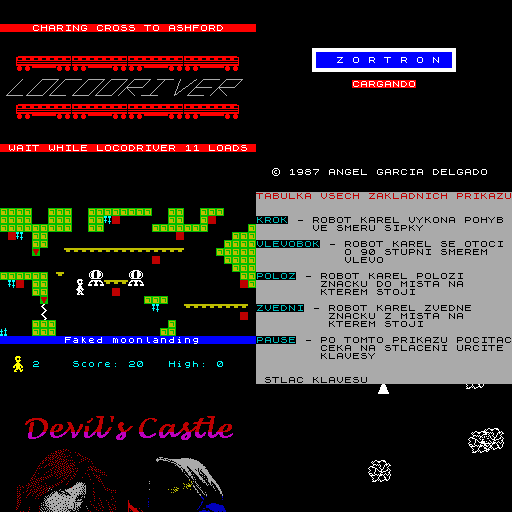 CHARING CROSS TO ASHFORD
LOCODRIVER
WAIT WHILE LOCODRIVER 11 LOADS
ZORTRON
CARGANDO
© 1987 ANGEL GARCIA DELGADO
Faked moonlanding
2 Score: 20 High: 0
TABULKA VSECH ZAKLADNICH PRIKAZU
KROK - ROBOT KAREL VYKONA POHYB
VE SMERU SIPKY
VLEVOBOK - ROBOT KAREL SE OTOCI
O 90 STUPNI SMEREM
VLEVO
POLOZ - ROBOT KAREL POLOZI
ZNACKU DO MISTA NA
KTEREM STOJI
ZVEDNI - ROBOT KAREL ZVEDNE
ZNACKU Z MISTA NA
KTEREM STOJI
PAUSE - PO TOMTO PRIKAZU POCITAC
CEKA NA STLACENI URCITE
KLAVESY
STLAC KLAVESU
Devil's Castle